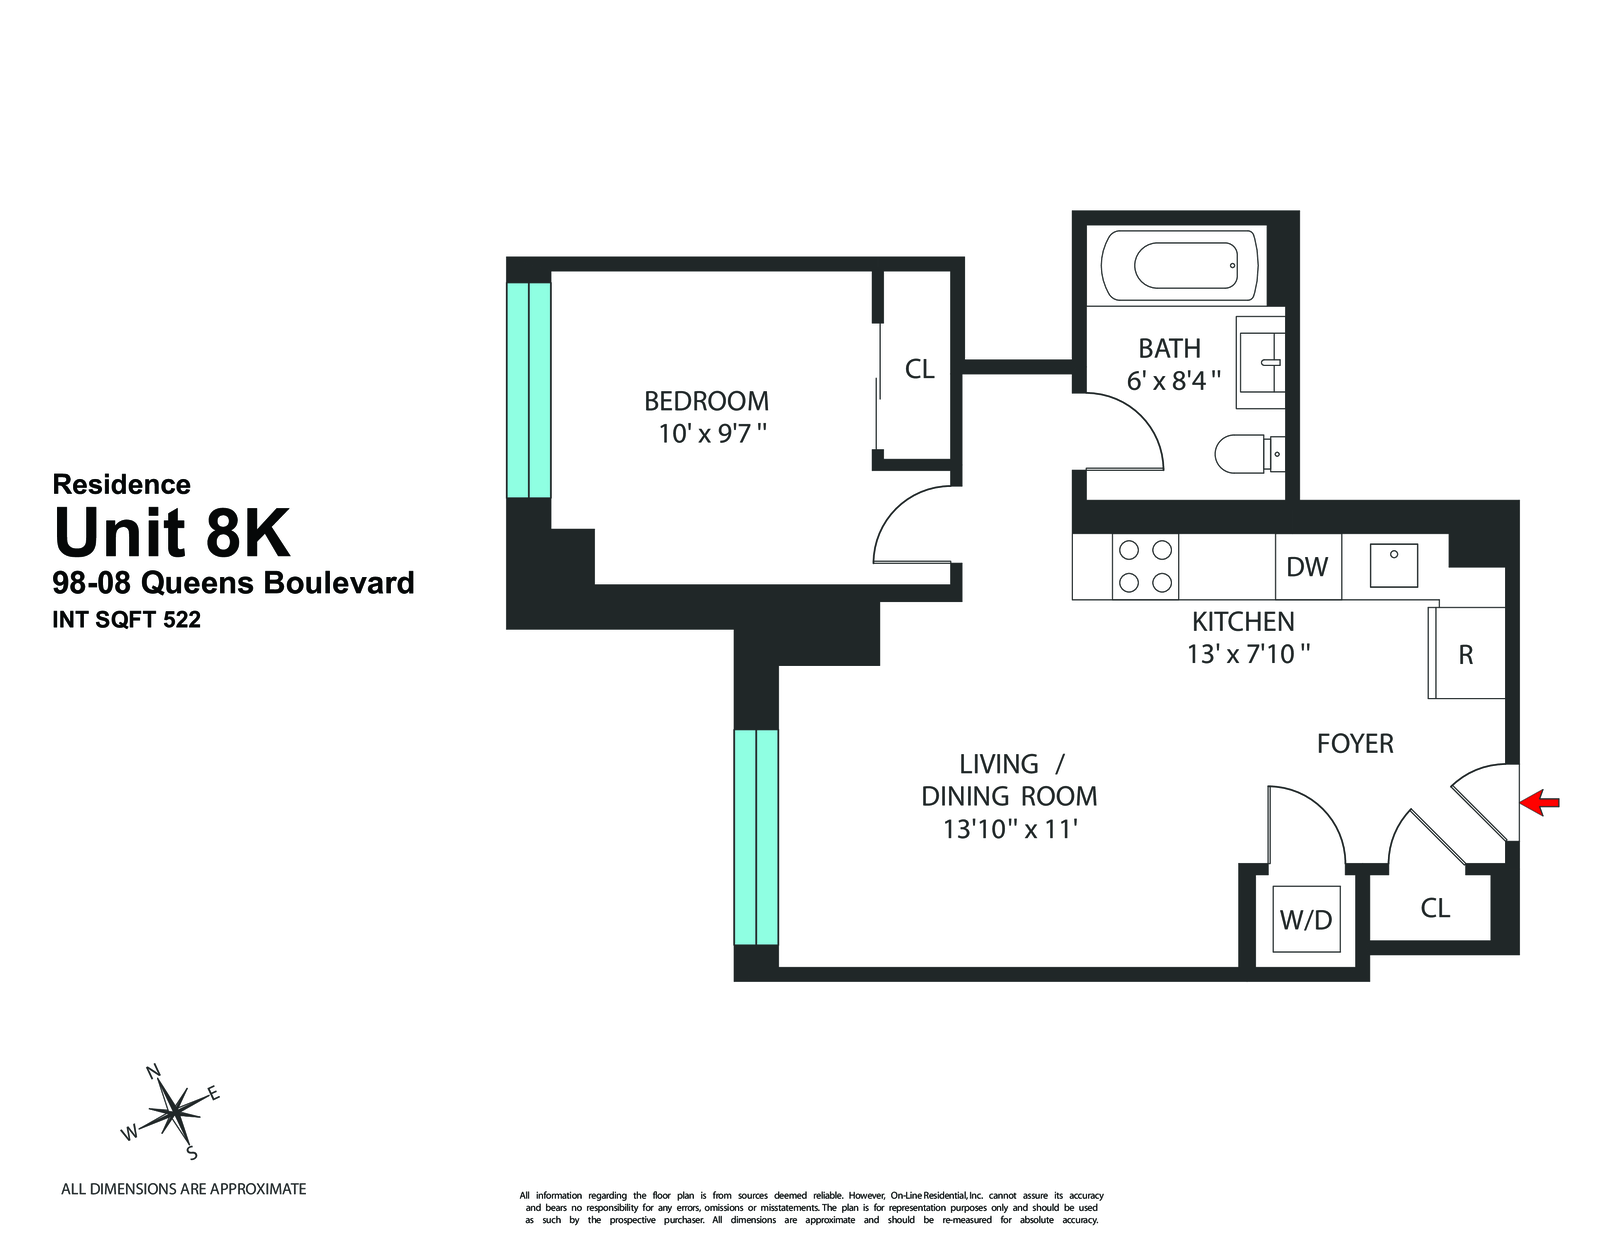 Residence
Unit 8K
98-08 Queens Boulevard
INT SQFT 522
BEDROOM
10' x 9'7 "
CL
BATH
6' x 8'4 "
DW
KITCHEN
13' x 7'10 "
R
FOYER
LIVING /
DINING ROOM
13'10" x 11'
W/D
CL
N
E
W
S
ALL DIMENSIONS ARE APPROXIMATE
All information regarding the floor plan is from sources deemed reliable. However, On-Line Residential, Inc. cannot assure its accuracy
and bears no responsibility for any errors, omissions or misstatements. The plan is for representation purposes only and should be used
as such by the prospective purchaser. All dimensions are approximate and should be re-measured for absolute accuracy.